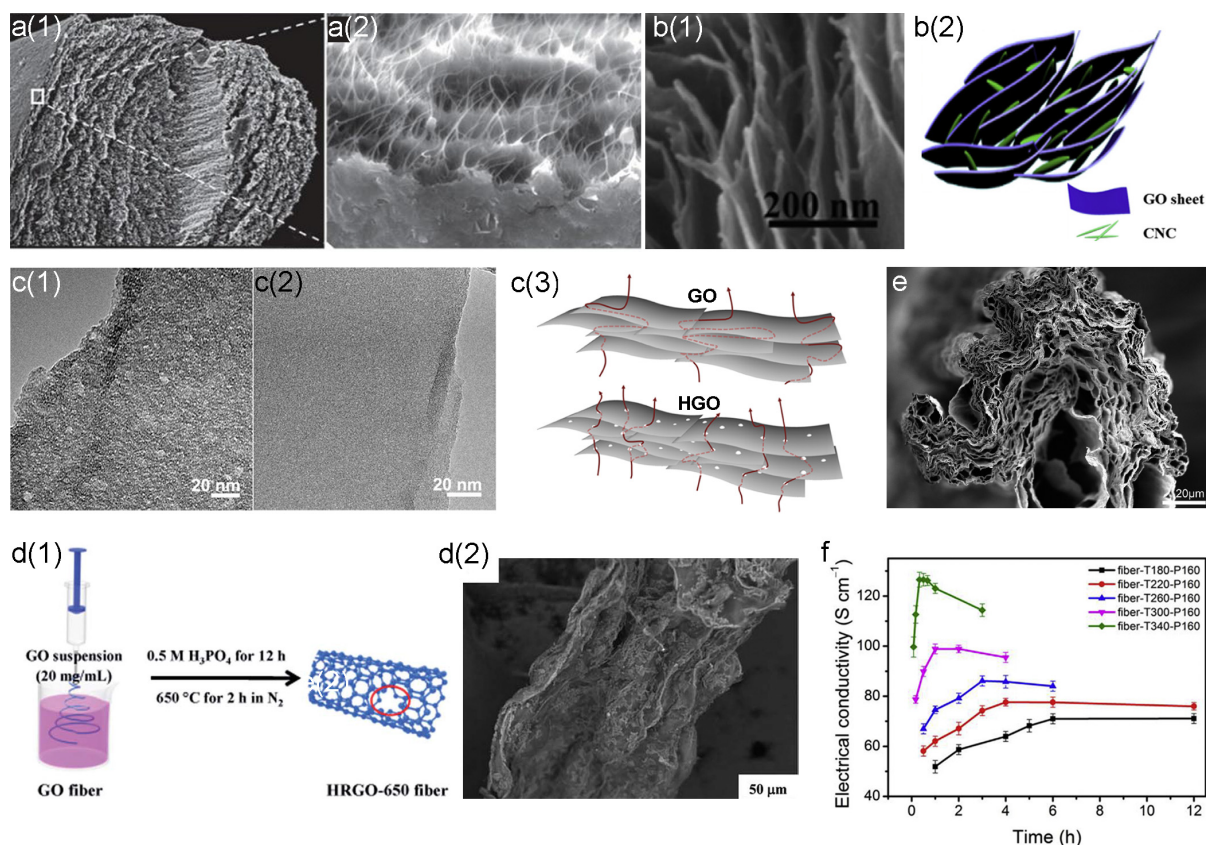 a(1)
a(2)
b(1)
200 nm
b(2)
GO sheet
CNC
c(1)
20 nm
c(2)
20 nm
c(3)
GO
HGO
e
20μm
d(1)
GO suspension
(20 mg/mL)
GO fiber
0.5 M H₃PO₄ for 12 h
650 °C for 2 h in N₂
HRGO-650 fiber
d(2)
50 μm
f
fiber-T180-P160
fiber-T220-P160
fiber-T260-P160
fiber-T300-P160
fiber-T340-P160
Electrical conductivity (S cm⁻¹)
120
100
80
60
40
0 2 4 6 8 10 12
Time (h)